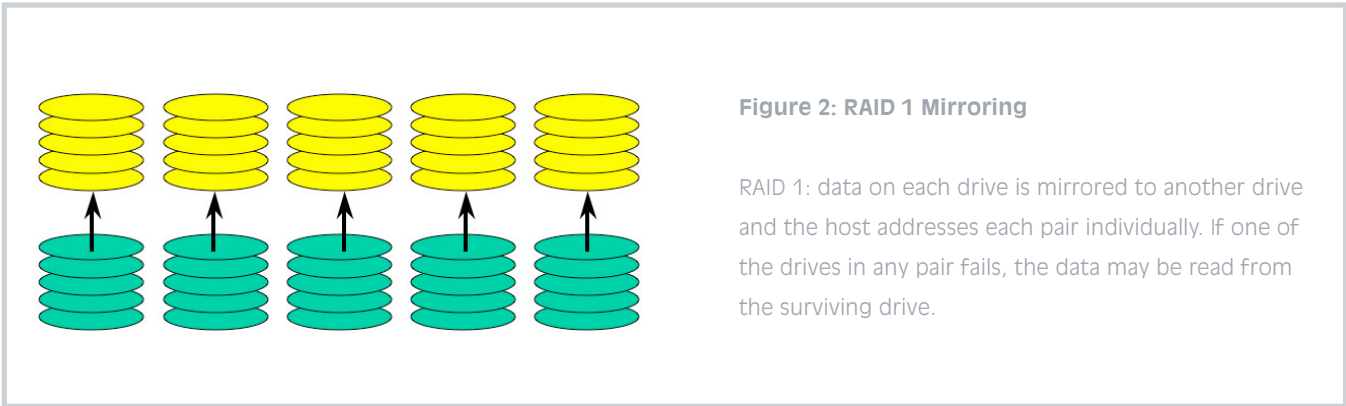 Figure 2: RAID 1 Mirroring
RAID 1: data on each drive is mirrored to another drive
and the host addresses each pair individually. If one of
the drives in any pair fails, the data may be read from
the surviving drive.